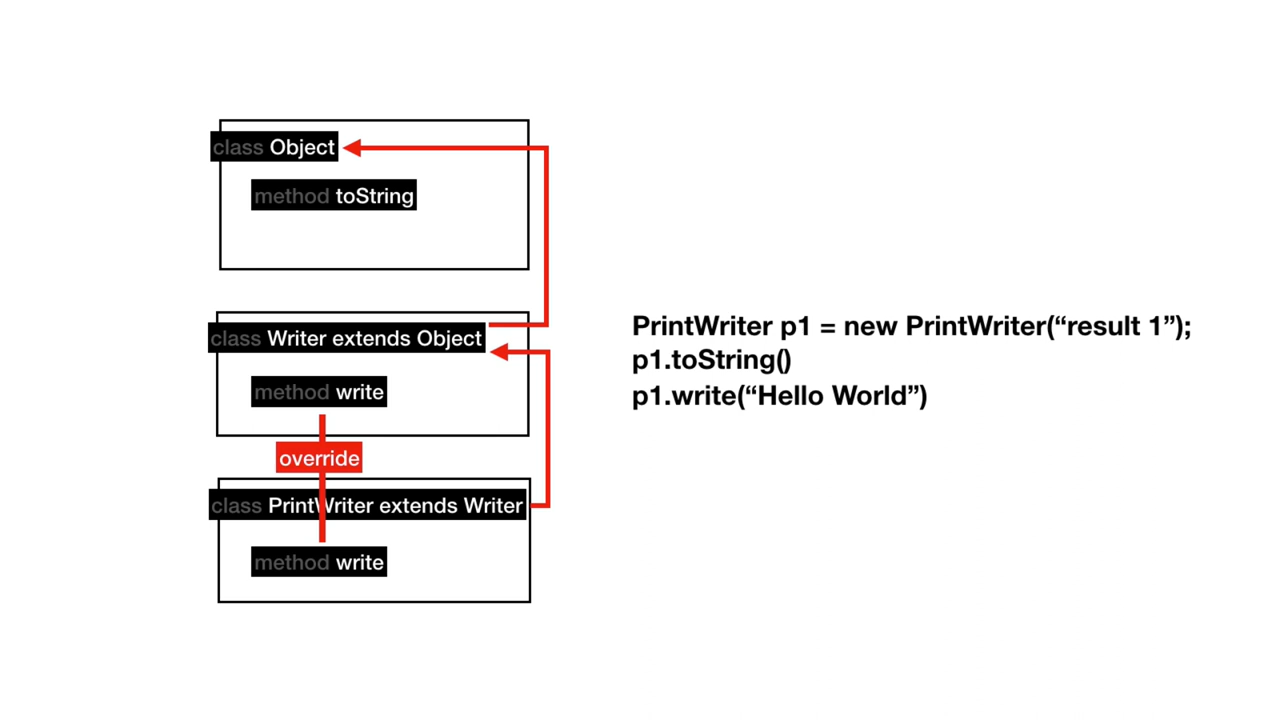 class Object
method toString
class Writer extends Object
method write
override
class PrintWriter extends Writer
method write
PrintWriter p1 = new PrintWriter(“result 1”);
p1.toString()
p1.write(“Hello World”)